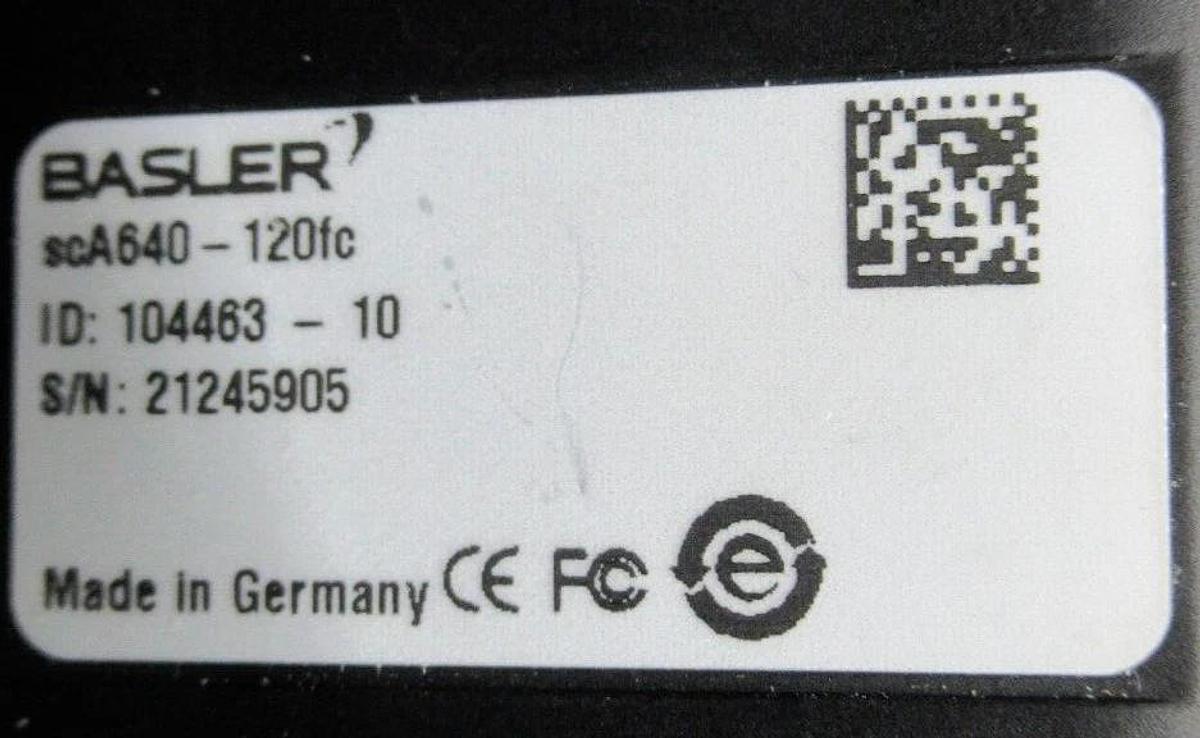 BASLER
scA640 – 120fc
ID: 104463 – 10
S/N: 21245905
Made in Germany CE FC e